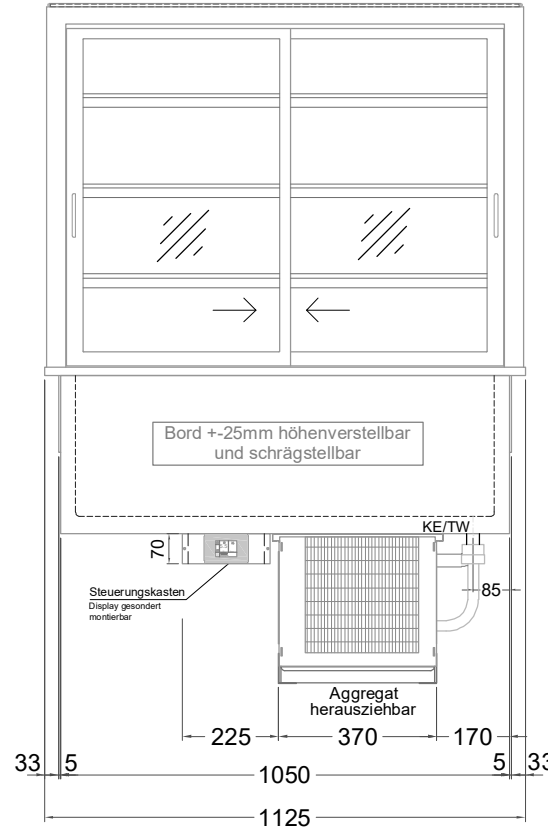 Bord +-25mm höhenverstellbar
und schrägstellbar
KE/TW
70
85
Steuerungskasten
Display gesondert
montierbar
Aggregat
herausziehbar
225 370 170
33 5 1050 5 33
1125